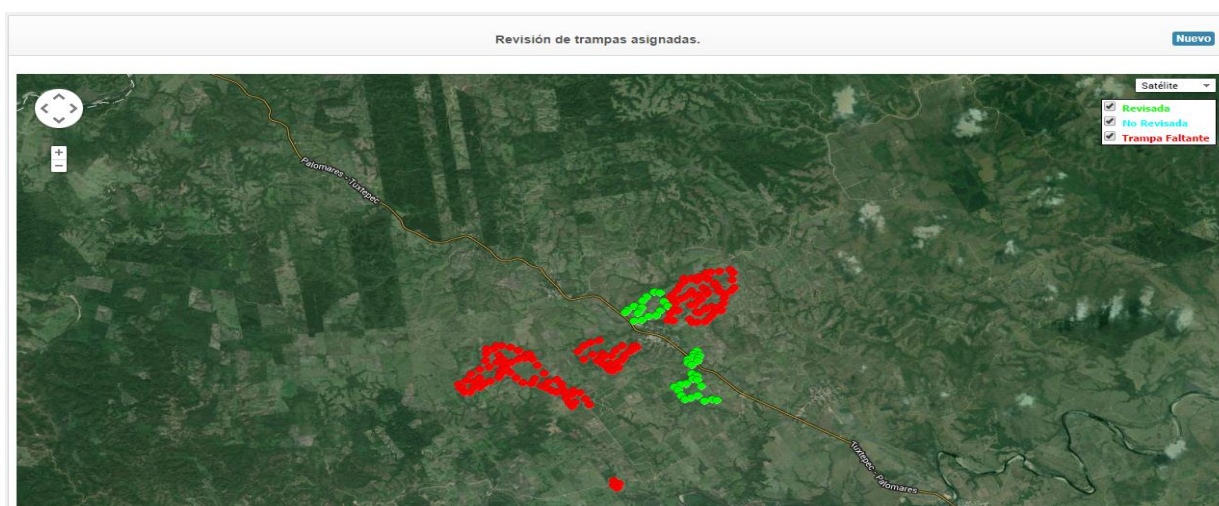 Revisión de trampas asignadas.
Nuevo
Satélite
Revisada
No Revisada
Trampa Faltante
Palomares - Tuxtepec
Tuxtepec - Palomares